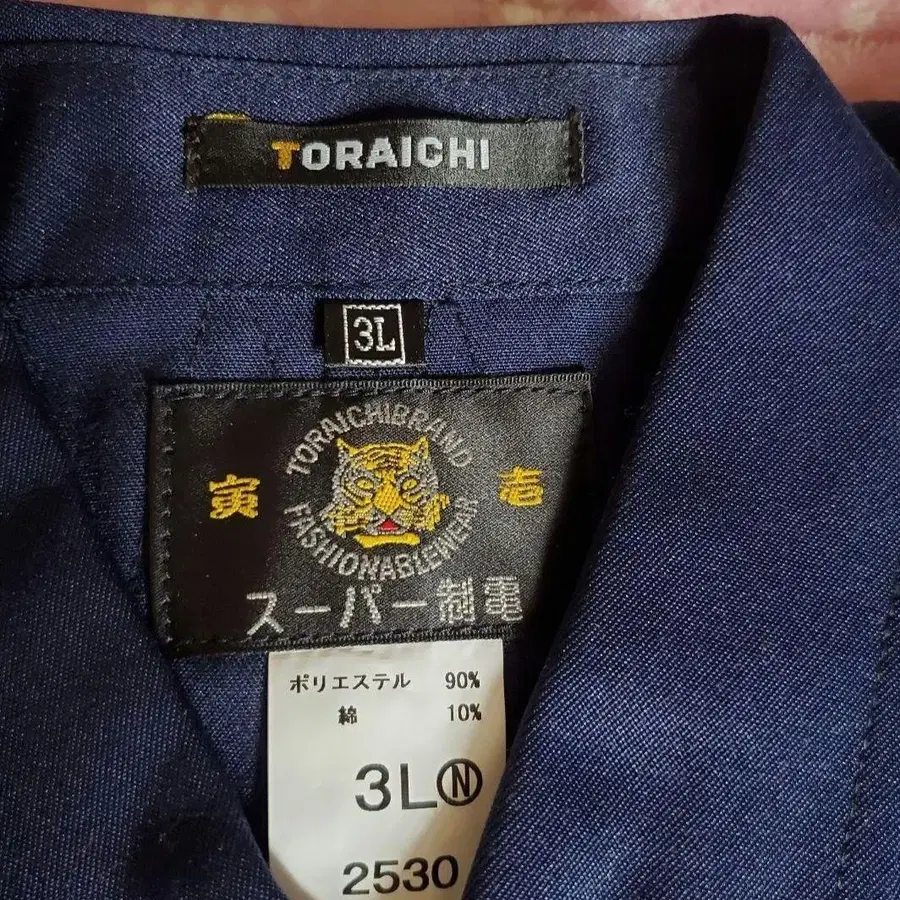 TORAICHI
3L
TORAICHIBRAND
寅 壱
FASHIONABLEWEAR
スーパー制電
ポリエステル 90%
綿 10%
3LⓃ
2530